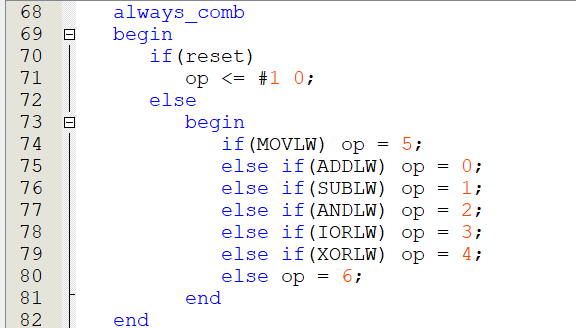 68 always_comb
69 begin
70 if(reset)
71 op <= #1 0;
72 else
73 begin
74 if(MOVLW) op = 5;
75 else if(ADDLW) op = 0;
76 else if(SUBLW) op = 1;
77 else if(ANDLW) op = 2;
78 else if(IORLW) op = 3;
79 else if(XORLW) op = 4;
80 else op = 6;
81 end
82 end